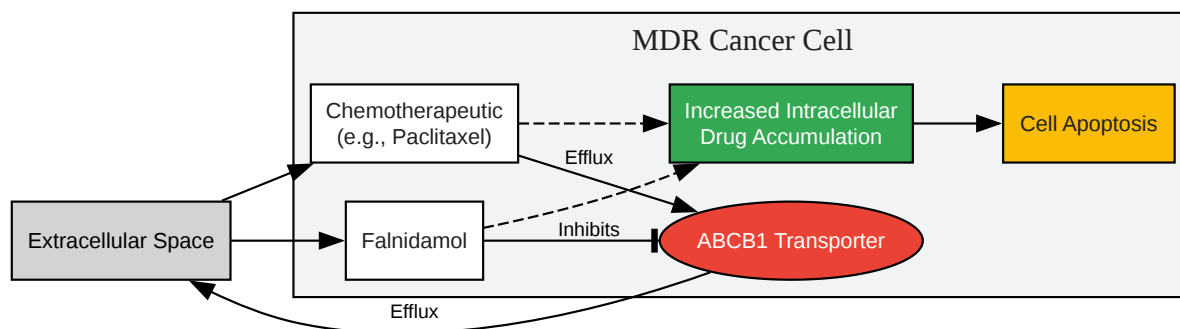 MDR Cancer Cell
Chemotherapeutic
(e.g., Paclitaxel)
Increased Intracellular
Drug Accumulation
Cell Apoptosis
Efflux
Extracellular Space
Falnidamol
Inhibits
ABCB1 Transporter
Efflux